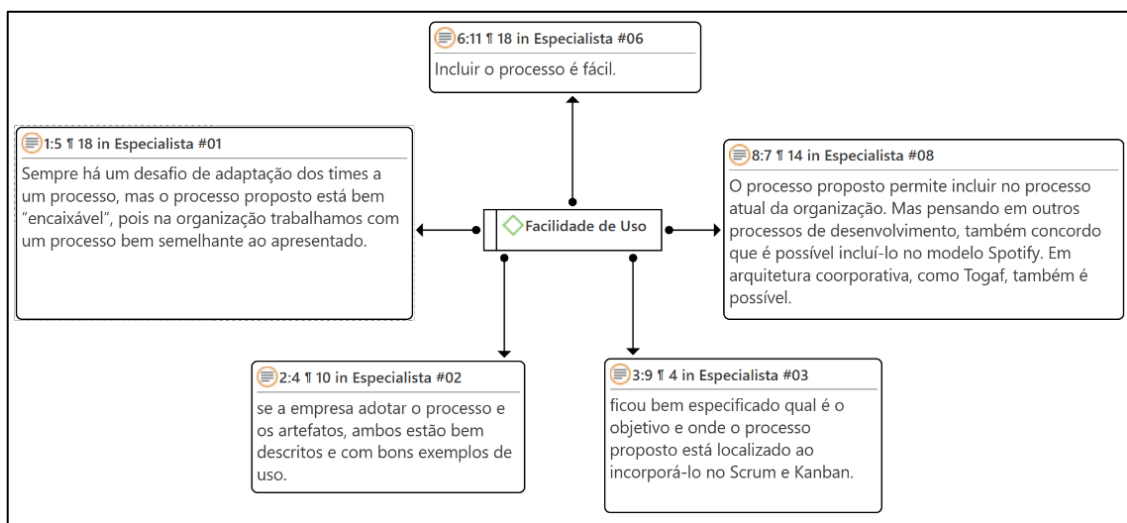 6:11 ¶ 18 in Especialista #06
Incluir o processo é fácil.
1:5 ¶ 18 in Especialista #01
Sempre há um desafio de adaptação dos times a
um processo, mas o processo proposto está bem
“encaixável”, pois na organização trabalhamos com
um processo bem semelhante ao apresentado.
8:7 ¶ 14 in Especialista #08
O processo proposto permite incluir no processo
atual da organização. Mas pensando em outros
processos de desenvolvimento, também concordo
que é possível incluí-lo no modelo Spotify. Em
arquitetura coorporativa, como Togaf, também é
possível.
Facilidade de Uso
2:4 ¶ 10 in Especialista #02
se a empresa adotar o processo e
os artefatos, ambos estão bem
descritos e com bons exemplos de
uso.
3:9 ¶ 4 in Especialista #03
ficou bem especificado qual é o
objetivo e onde o processo
proposto está localizado ao
incorporá-lo no Scrum e Kanban.